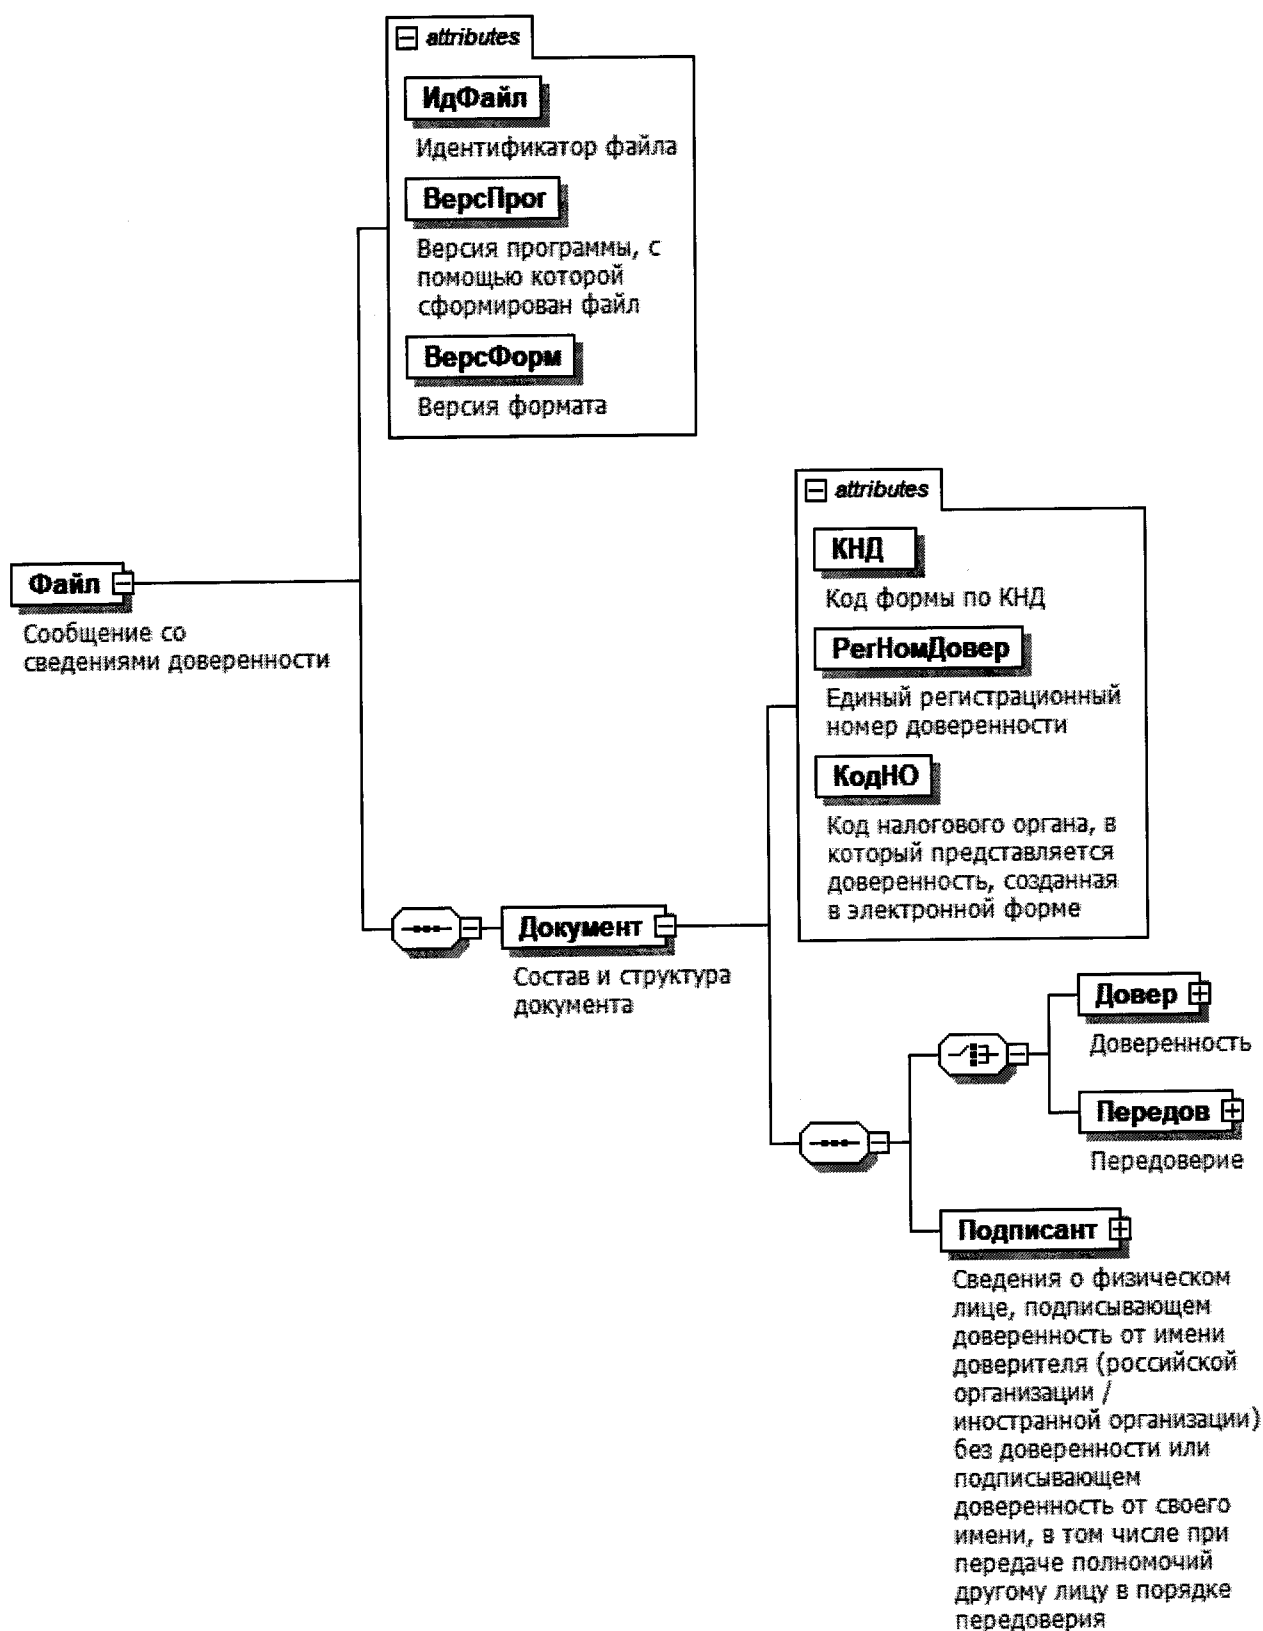 attributes
ИдФайл
Идентификатор файла
ВерсПрог
Версия программы, с
помощью которой
сформирован файл
ВерсФорм
Версия формата
Файл
Сообщение со
сведениями доверенности
attributes
КНД
Код формы по КНД
РегНомДовер
Единый регистрационный
номер доверенности
КодНО
Код налогового органа, в
который представляется
доверенность, созданная
в электронной форме
Документ
Состав и структура
документа
Довер
Доверенность
Передов
Передоверие
Подписант
Сведения о физическом
лице, подписывающем
доверенность от имени
доверителя (российской
организации /
иностранной организации)
без доверенности или
подписывающем
доверенность от своего
имени, в том числе при
передаче полномочий
другому лицу в порядке
передоверия